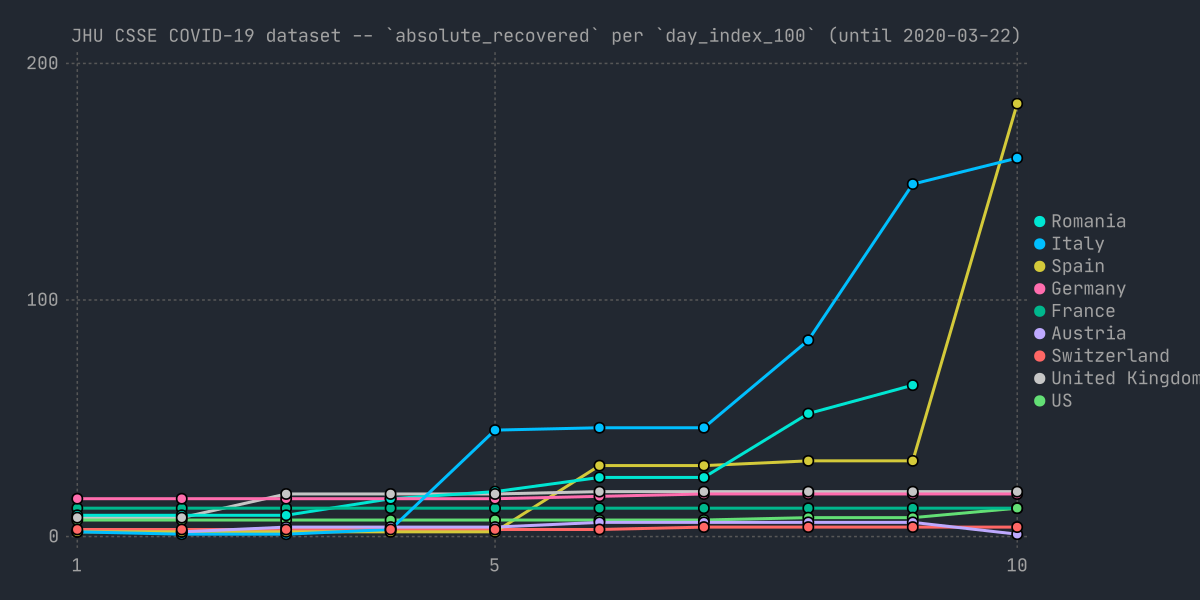 JHU CSSE COVID-19 dataset -- `absolute_recovered` per `day_index_100` (until 2020-03-22)
200
100
0
1
5
10
Romania
Italy
Spain
Germany
France
Austria
Switzerland
United Kingdom
US